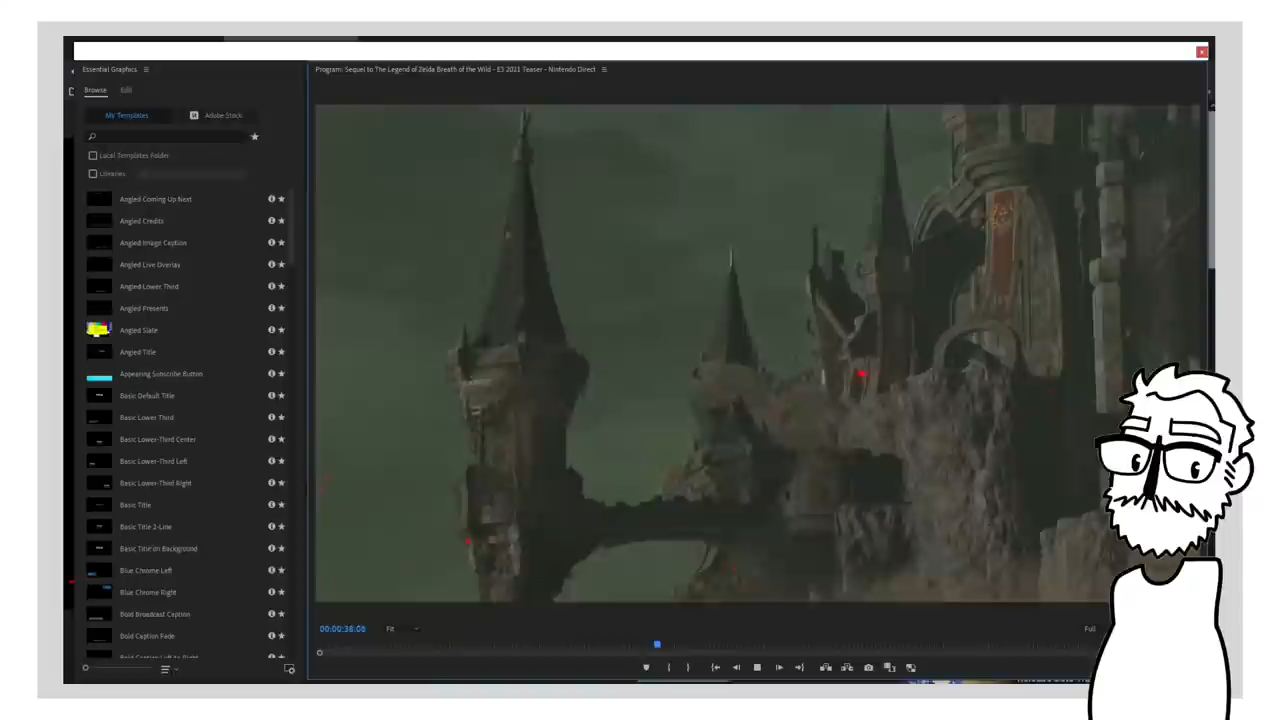 Essential Graphics
Program: Sequel to The Legend of Zelda Breath of the Wild - E3 2021 Teaser - Nintendo Direct
Browse
Edit
My Templates
Adobe Stock
Local Templates Folder
Libraries
Angled Coming Up Next
Angled Credits
Angled Image Caption
Angled Live Overlay
Angled Lower Third
Angled Presents
Angled Slate
Angled Title
Appearing Subscribe Button
Basic Default Title
Basic Lower Third
Basic Lower-Third Center
Basic Lower-Third Left
Basic Lower-Third Right
Basic Title
Basic Title 2-Line
Basic Title on Background
Blue Chrome Left
Blue Chrome Right
Bold Broadcast Caption
Bold Caption Fade
00:00:38:08
Fit
Full